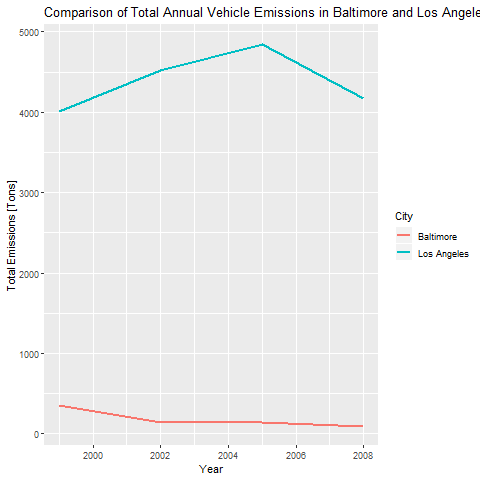 Comparison of Total Annual Vehicle Emissions in Baltimore and Los Angele
5000
4000
3000
2000
1000
0
Total Emissions [Tons]
2000 2002 2004 2006 2008
Year
City
Baltimore
Los Angeles